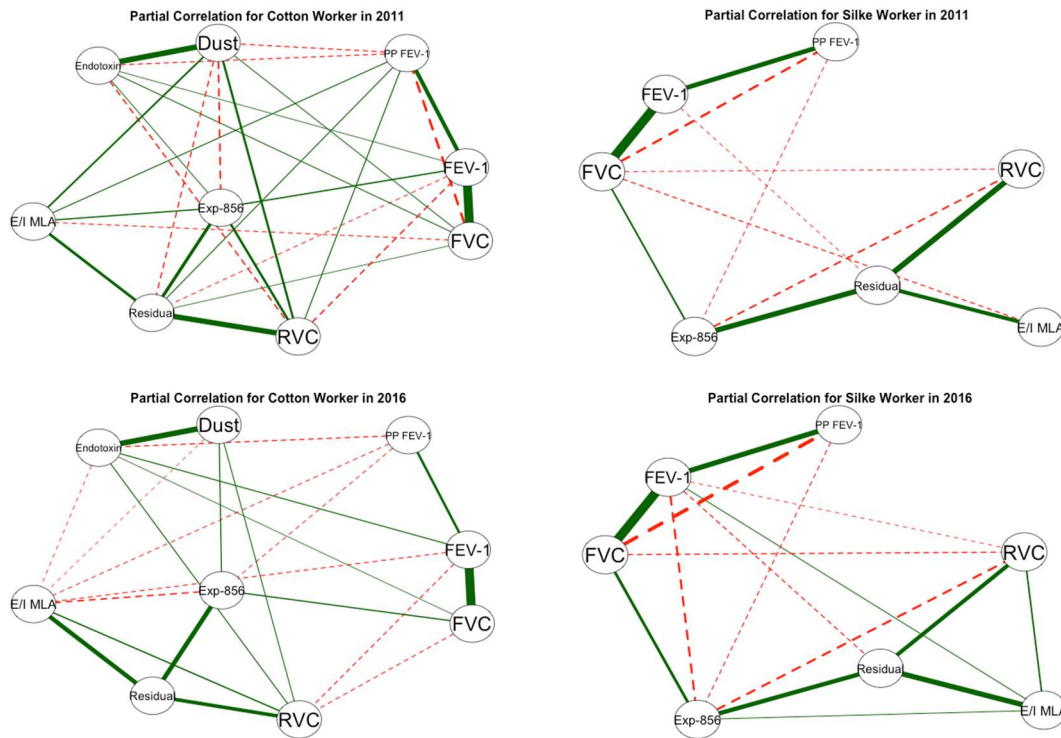 Partial Correlation for Cotton Worker in 2011
Dust
Endotoxin
PP FEV-1
FEV-1
E/I MLA
Exp-856
FVC
Residual
RVC
Partial Correlation for Silke Worker in 2011
PP FEV-1
FEV-1
FVC
RVC
Residual
Exp-856
E/I MLA
Partial Correlation for Cotton Worker in 2016
Dust
Endotoxin
PP FEV-1
FEV-1
E/I MLA
Exp-856
FVC
Residual
RVC
Partial Correlation for Silke Worker in 2016
PP FEV-1
FEV-1
FVC
RVC
Residual
Exp-856
E/I MLA